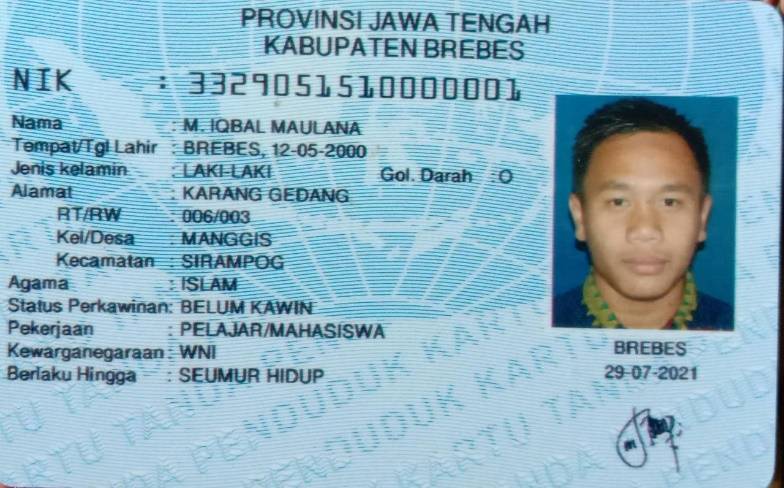 PROVINSI JAWA TENGAH
KABUPATEN BREBES
NIK : 3329051510000001
Nama : M. IQBAL MAULANA
Tempat/Tgl Lahir : BREBES, 12-05-2000
Jenis kelamin : LAKI-LAKI Gol. Darah : O
Alamat : KARANG GEDANG
RT/RW : 006/003
Kel/Desa : MANGGIS
Kecamatan : SIRAMPOG
Agama : ISLAM
Status Perkawinan: BELUM KAWIN
Pekerjaan : PELAJAR/MAHASISWA
Kewarganegaraan : WNI
Berlaku Hingga : SEUMUR HIDUP
BREBES
29-07-2021